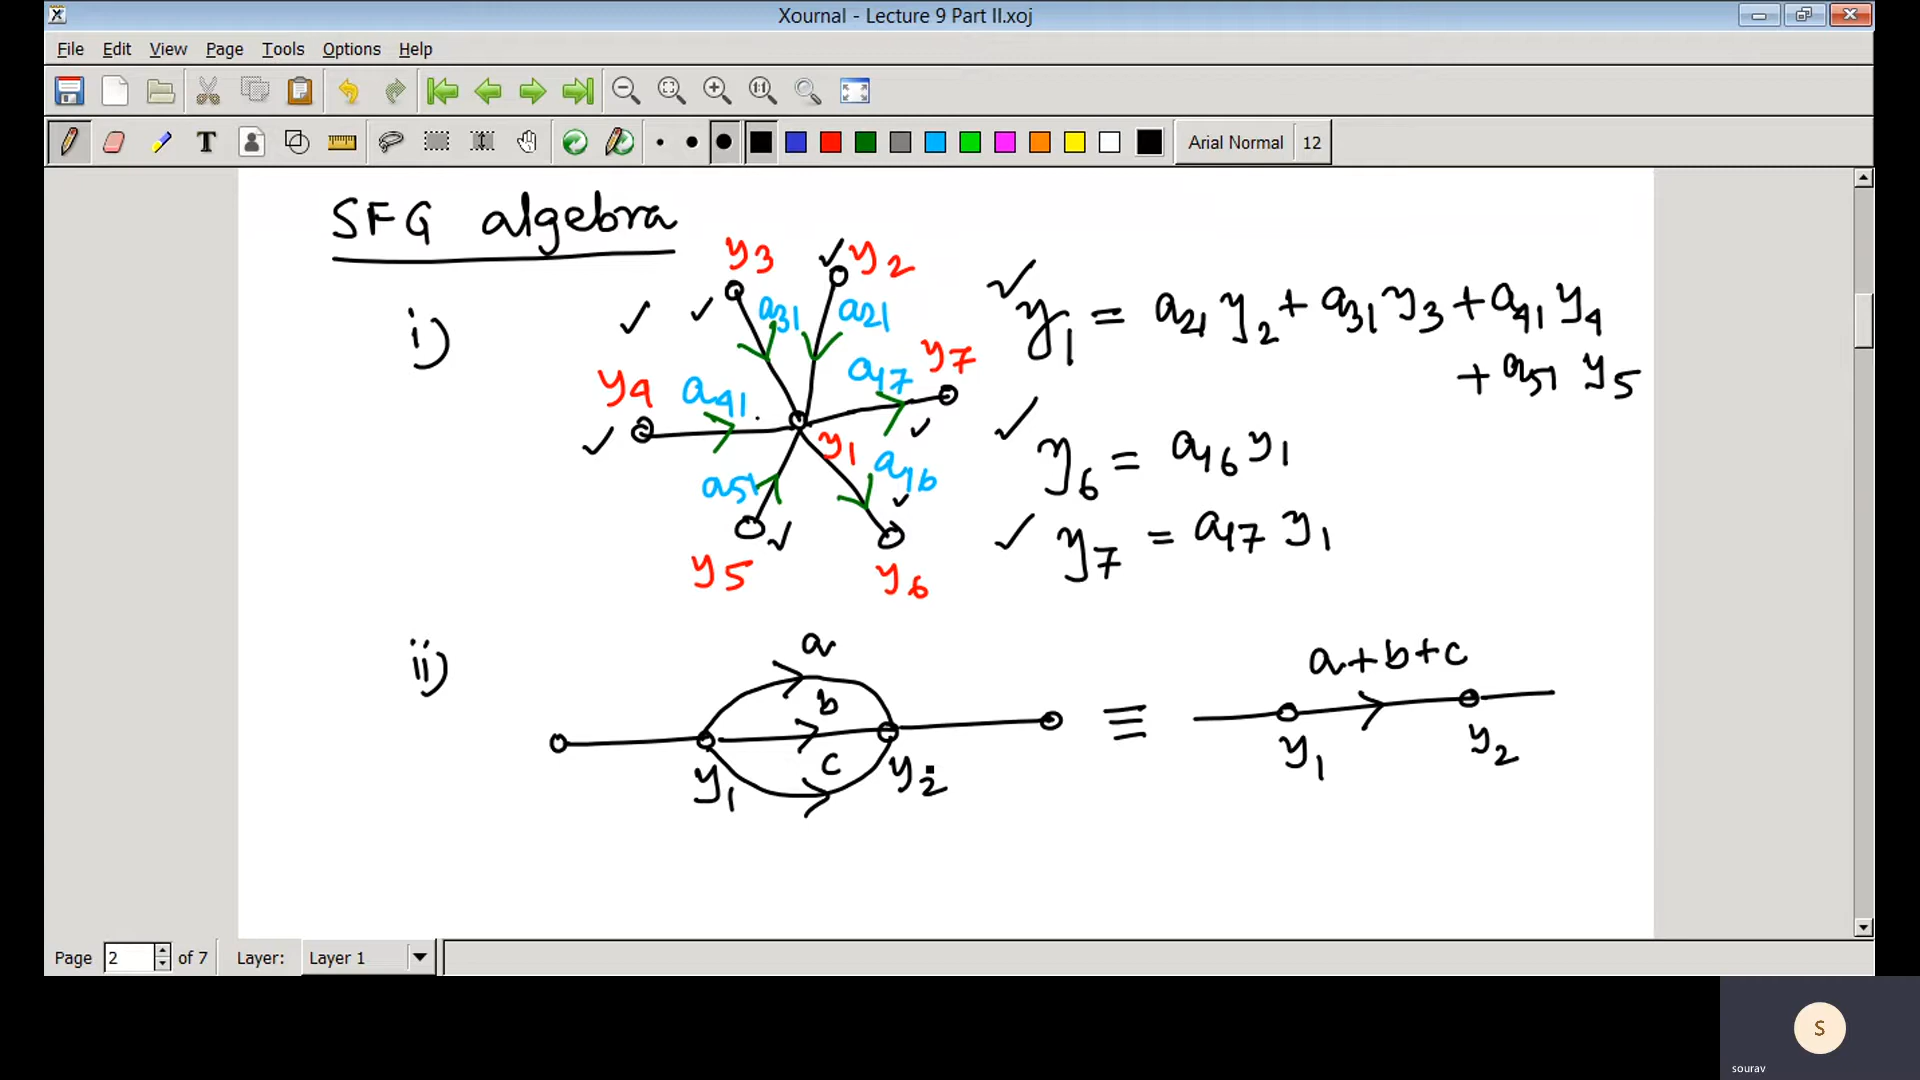 Xournal - Lecture 9 Part II.xoj
File Edit View Page Tools Options Help
Arial Normal 12
SFG algebra
i)
y3 y2
a31 a21
y7
a17
y4 a41
y1
a16
a51
y5 y6
y1 = a21 y2 + a31 y3 + a41 y4
+ a51 y5
y6 = a16 y1
y7 = a17 y1
ii)
a
b
c
y1 y2
≡
a+b+c
y1 y2
Page 2 of 7 Layer: Layer 1
S
sourav